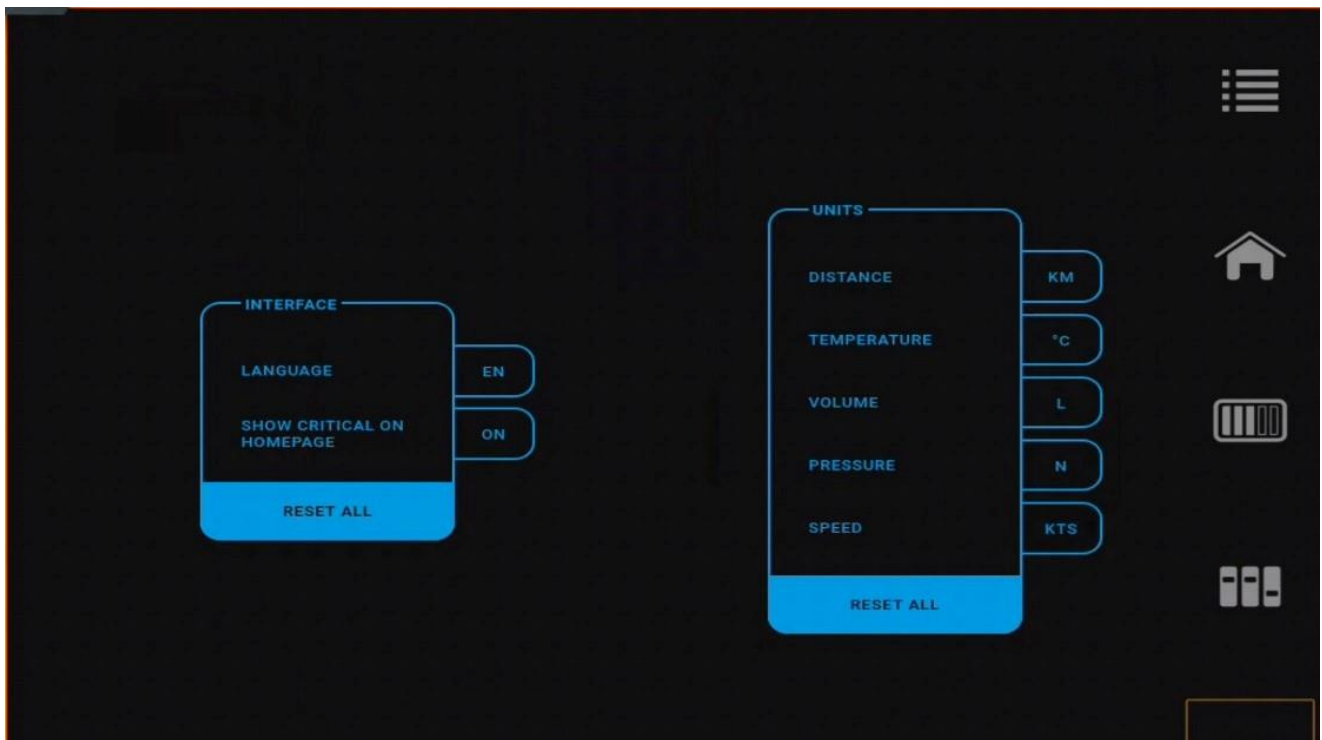 INTERFACE
LANGUAGE
EN
SHOW CRITICAL ON
HOMEPAGE
ON
RESET ALL
UNITS
DISTANCE
KM
TEMPERATURE
°C
VOLUME
L
PRESSURE
N
SPEED
KTS
RESET ALL